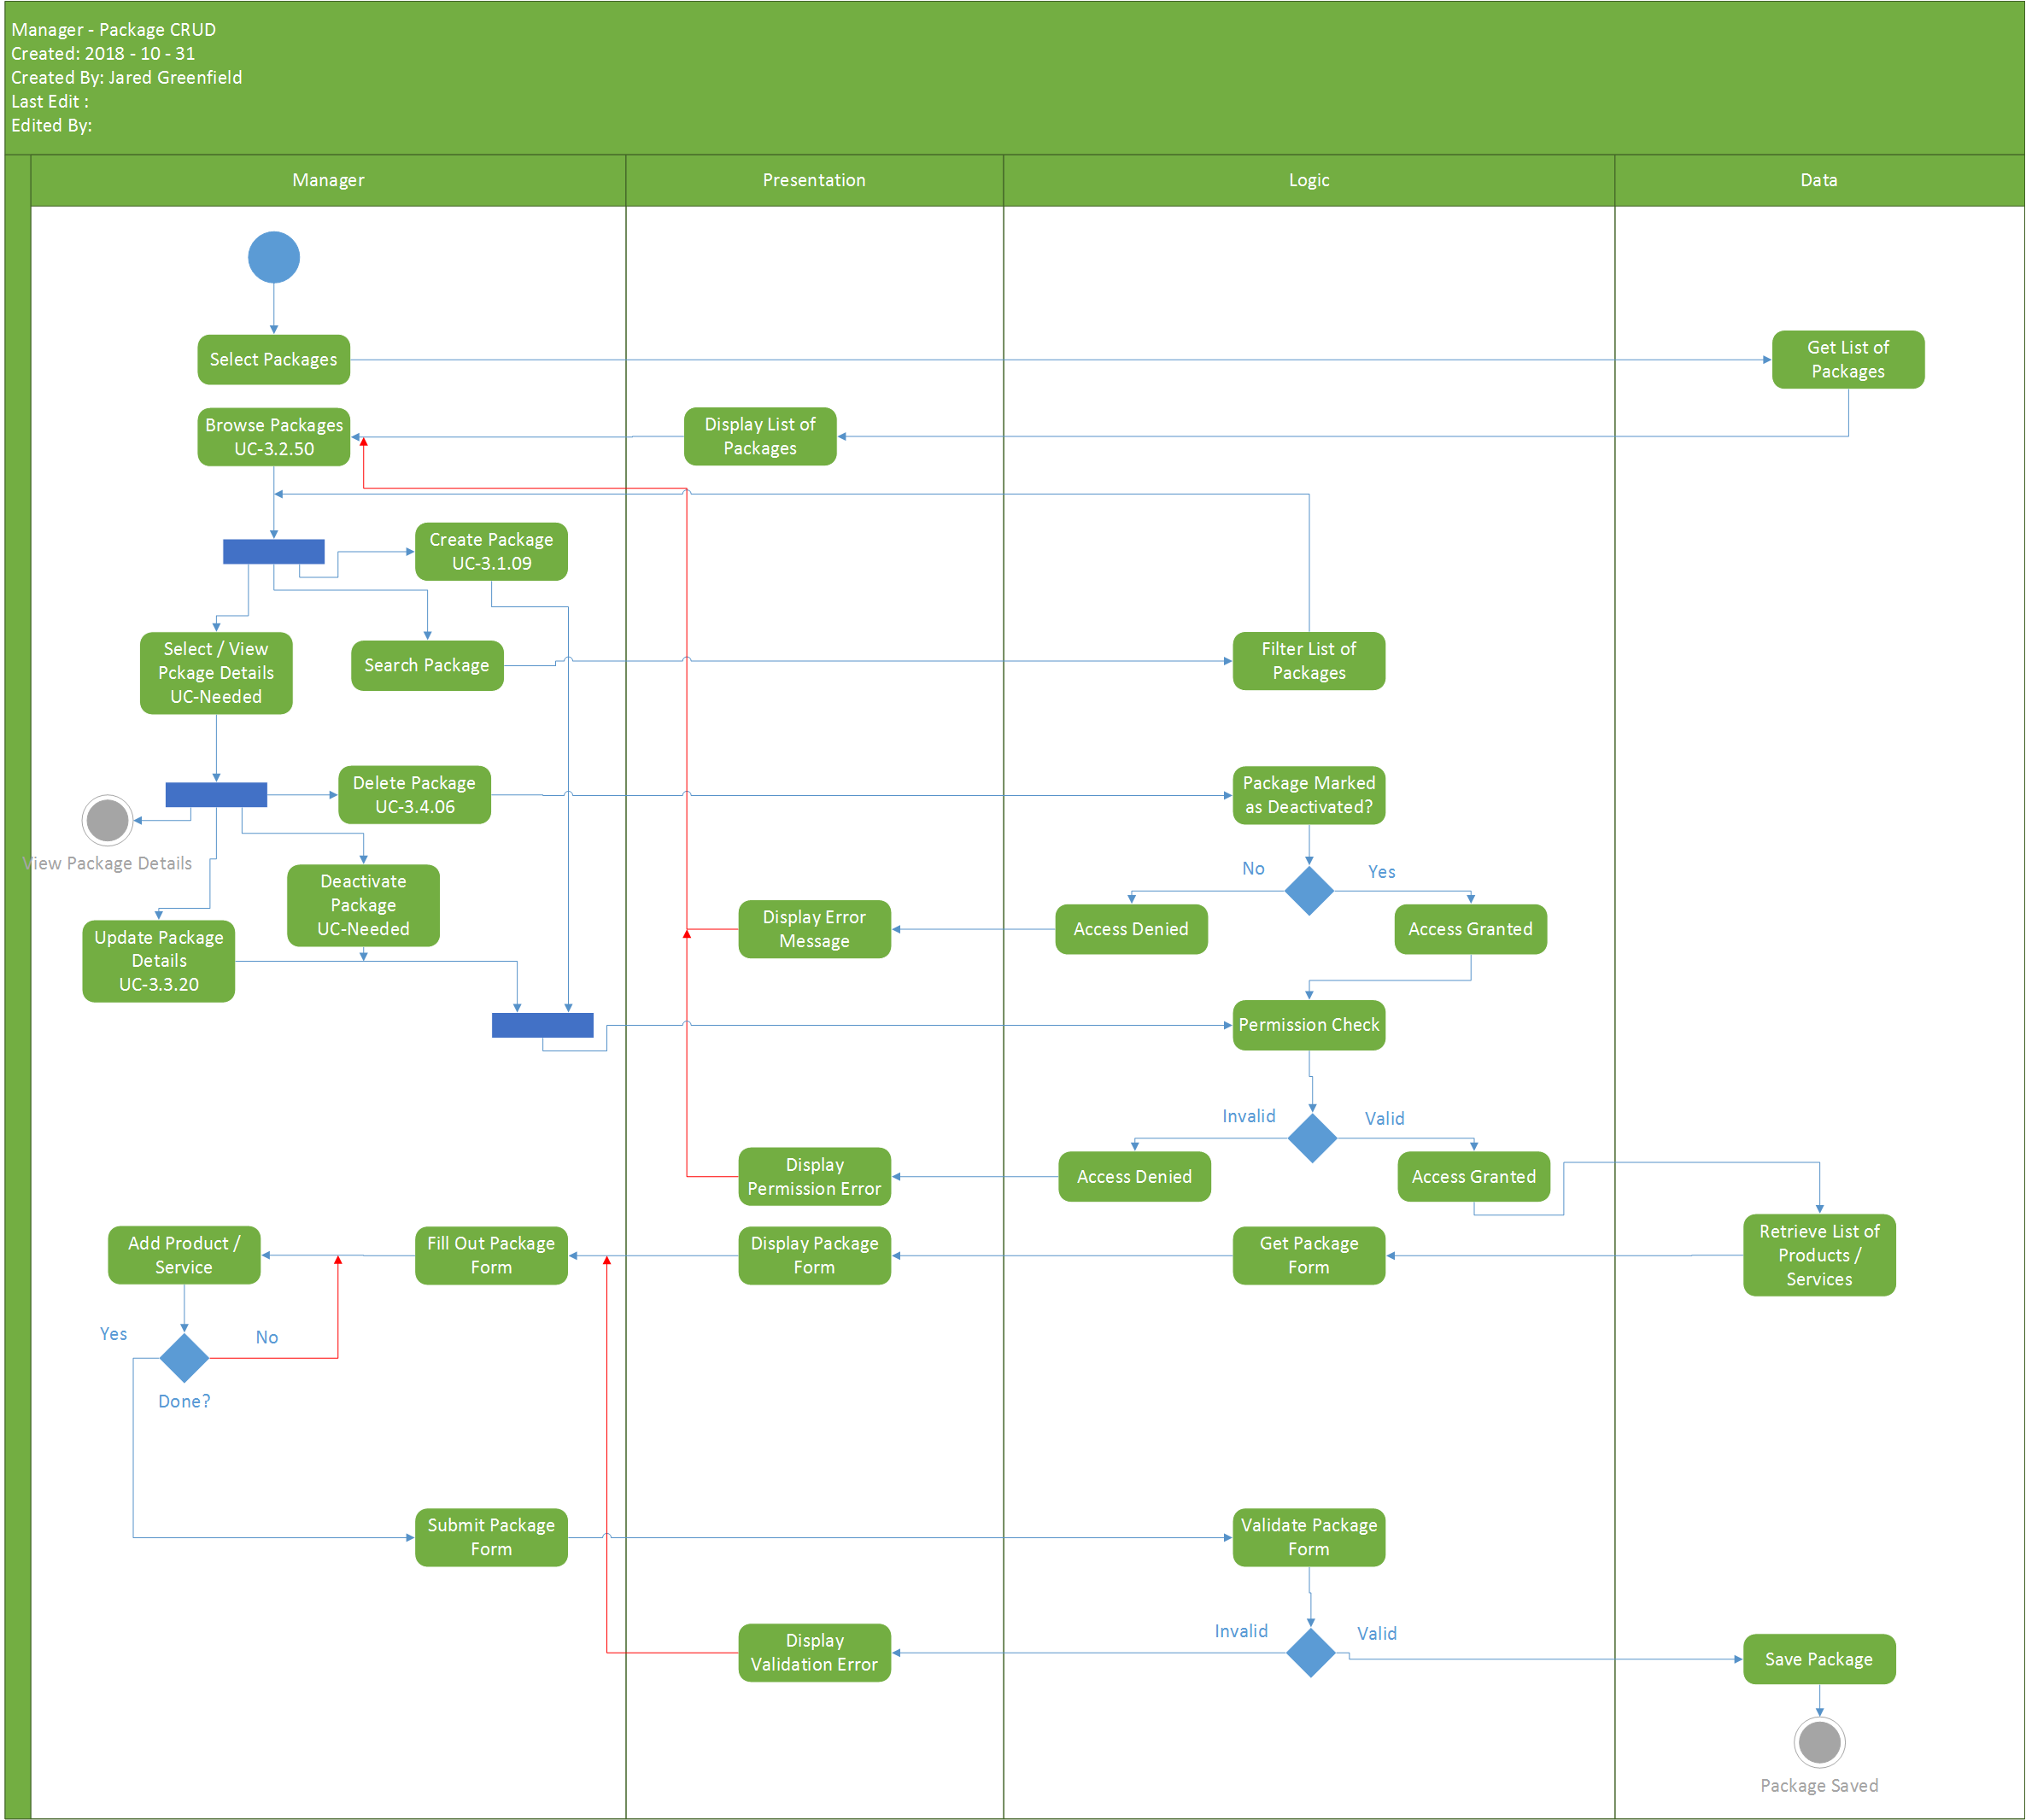 Manager - Package CRUD
Created: 2018 - 10 - 31
Created By: Jared Greenfield
Last Edit :
Edited By:
Manager
Presentation
Logic
Data
Select Packages
Get List of
Packages
Browse Packages
UC-3.2.50
Display List of
Packages
Create Package
UC-3.1.09
Select / View
Pckage Details
UC-Needed
Search Package
Filter List of
Packages
Delete Package
UC-3.4.06
Package Marked
as Deactivated?
View Package Details
No
Yes
Deactivate
Package
UC-Needed
Update Package
Details
UC-3.3.20
Display Error
Message
Access Denied
Access Granted
Permission Check
Invalid
Valid
Display
Permission Error
Access Denied
Access Granted
Add Product /
Service
Fill Out Package
Form
Display Package
Form
Get Package
Form
Retrieve List of
Products /
Services
Yes
No
Done?
Submit Package
Form
Validate Package
Form
Invalid
Valid
Display
Validation Error
Save Package
Package Saved